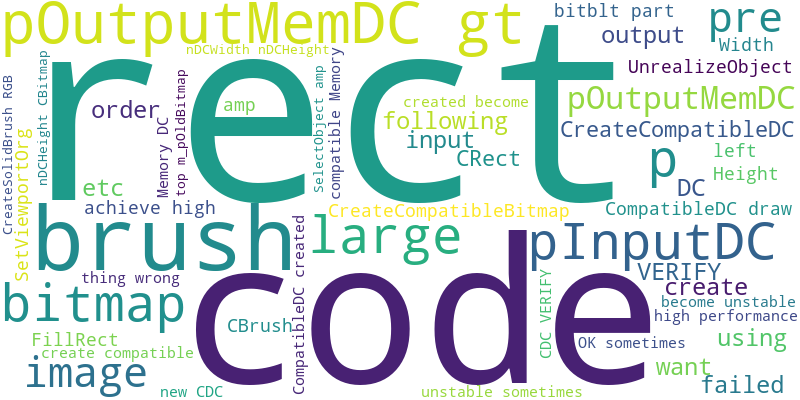 pOutputMemDC gt
bitblt part
pre
output
Width
nDCWidth nDCHeight
UnrealizeObject
rect
CreateSolidBrush RGB
nDCHeight CBitmap
order
Memory DC
top m_pOldBitmap
amp
SelectObject amp
compatible Memory
created become
following
input
CRect
pOutputMemDC
CreateCompatibleDC
p
left
Height
DC
SetViewportOrg
etc
achieve high
CreateCompatibleBitmap
CompatibleDC draw
brush
large
pInputDC
thing wrong
VERIFY
create
bitmap
CBrush
CompatibleDC created
code
CDC VERIFY
become unstable
high performance
FillRect
create compatible
OK sometimes
using
image
want
failed
new CDC
unstable sometimes